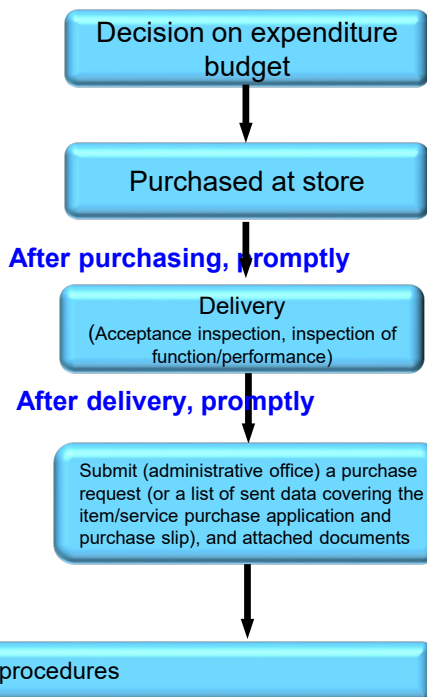 Decision on expenditure
budget
Purchased at store
After purchasing, promptly
Delivery
(Acceptance inspection, inspection of
function/performance)
After delivery, promptly
Submit (administrative office) a purchase
request (or a list of sent data covering the
item/service purchase application and
purchase slip), and attached documents
procedures